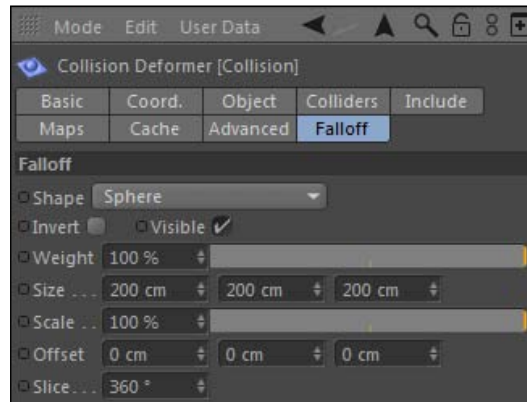 Mode Edit User Data
Collision Deformer [Collision]
Basic Coord. Object Colliders Include
Maps Cache Advanced Falloff
Falloff
Shape Sphere
Invert Visible
Weight 100 %
Size . . . 200 cm 200 cm 200 cm
Scale . . 100 %
Offset 0 cm 0 cm 0 cm
Slice. . . 360 °